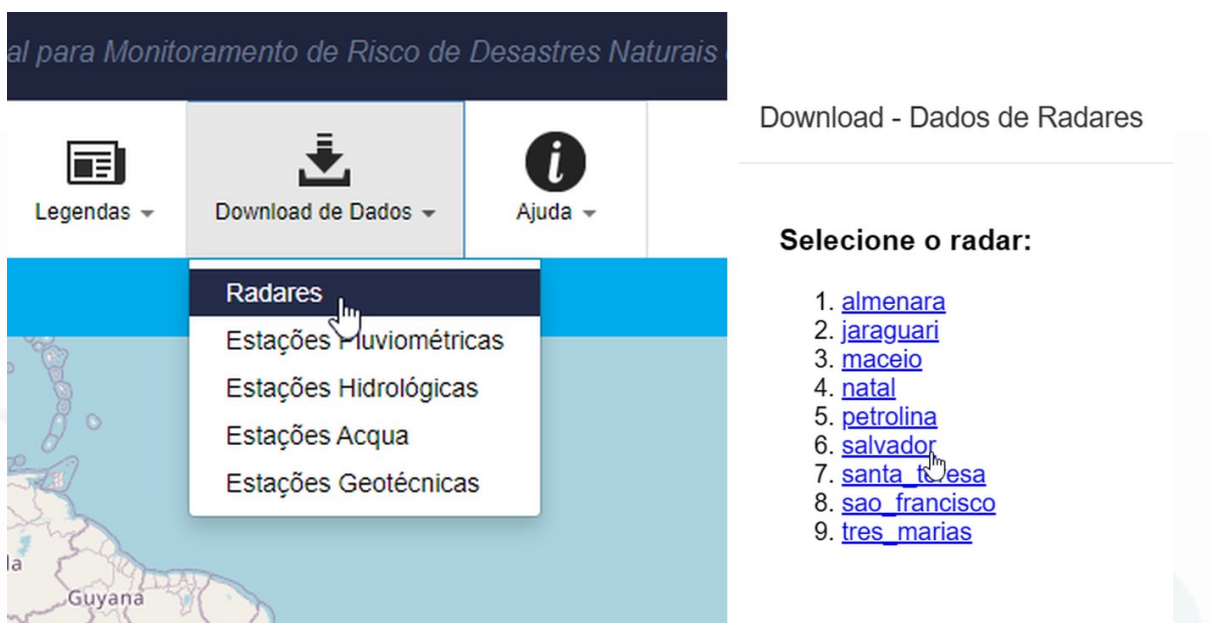 al para Monitoramento de Risco de Desastres Naturais
Legendas
Download de Dados
Ajuda
Radares
Estações Pluviométricas
Estações Hidrológicas
Estações Acqua
Estações Geotécnicas
la
Guyana
Download - Dados de Radares
Selecione o radar:
1. almenara
2. jaraguari
3. maceio
4. natal
5. petrolina
6. salvador
7. santa_teresa
8. sao_francisco
9. tres_marias